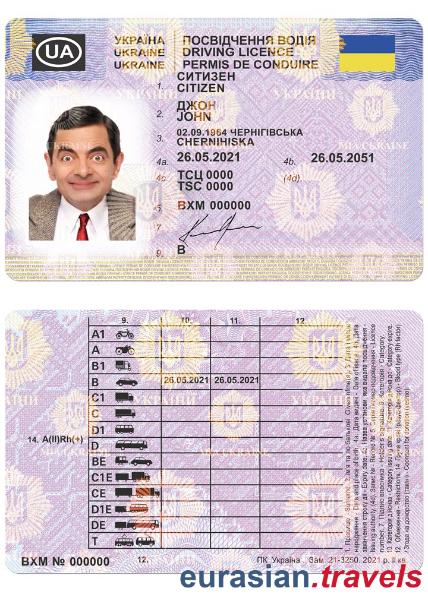 UA
УКРАЇНА ПОСВІДЧЕННЯ ВОДІЯ
UKRAINE DRIVING LICENCE
UKRAINE PERMIS DE CONDUIRE
СИТИЗЕН
1. CITIZEN
ДЖОН
2. JOHN
3. 02.09.1964 ЧЕРНІГІВСЬКА
CHERNIHISKA
4a. 26.05.2021 4b. 26.05.2051
4c ТСЦ 0000 (4d)
TSC 0000
5. ВХМ 000000
7.
9. B
9. 10. 11. 12.
A1
A
B1
B 26.05.2021 26.05.2021
C1
C
D1
14. A(II)Rh(+) D
BE
C1E
CE
D1E
DE
T
ВХМ № 000000 12. ПК Україна Зам. 21-3250. 2021 р. II кв.
eurasian.travels